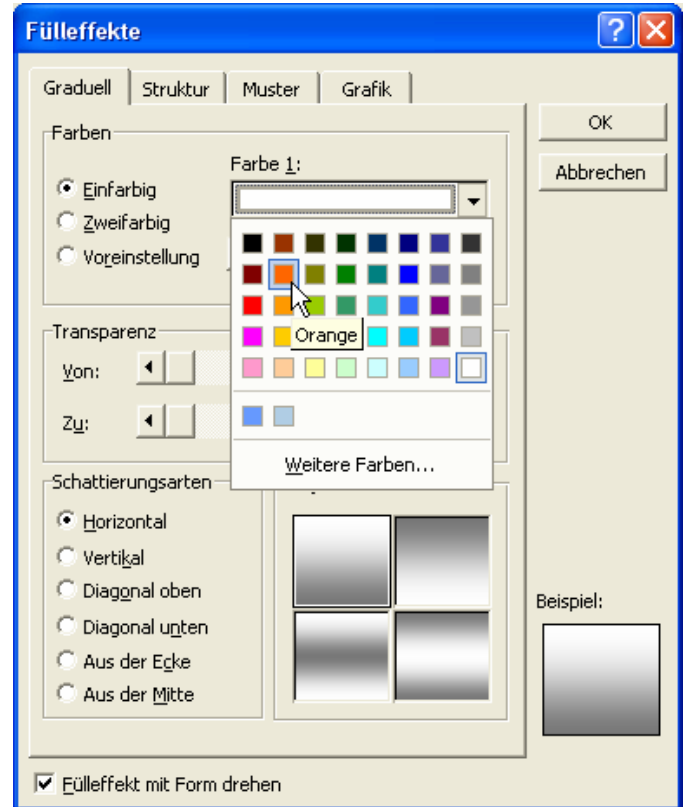 Fülleffekte
Graduell Struktur Muster Grafik
OK
Abbrechen
Farben
Farbe 1:
Einfarbig
Zweifarbig
Voreinstellung
Orange
Transparenz
Von:
Zu:
Weitere Farben...
Schattierungsarten
Horizontal
Vertikal
Diagonal oben
Diagonal unten
Aus der Ecke
Aus der Mitte
Beispiel:
Fülleffekt mit Form drehen